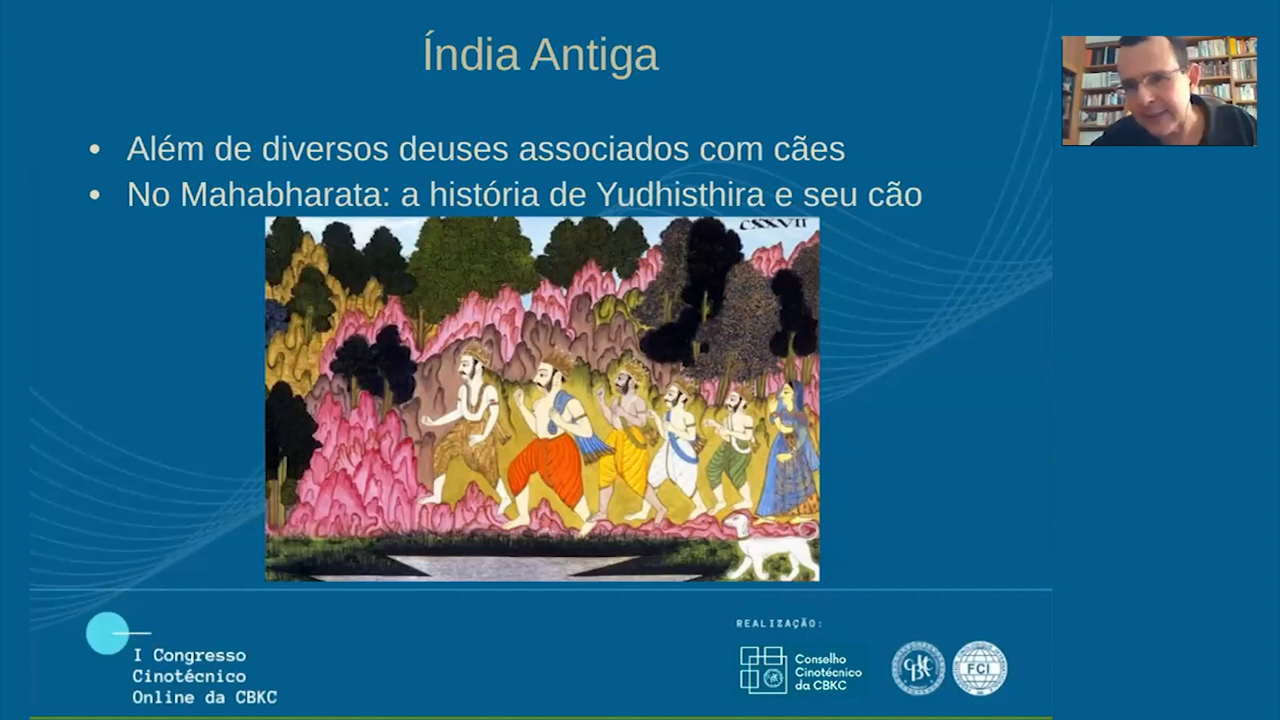 Índia Antiga
• Além de diversos deuses associados com cães
• No Mahabharata: a história de Yudhisthira e seu cão
CXXVII
I Congresso
Cinotécnico
Online da CBKC
REALIZAÇÃO:
Conselho
Cinotécnico
da CBKC
CBKC
FCI